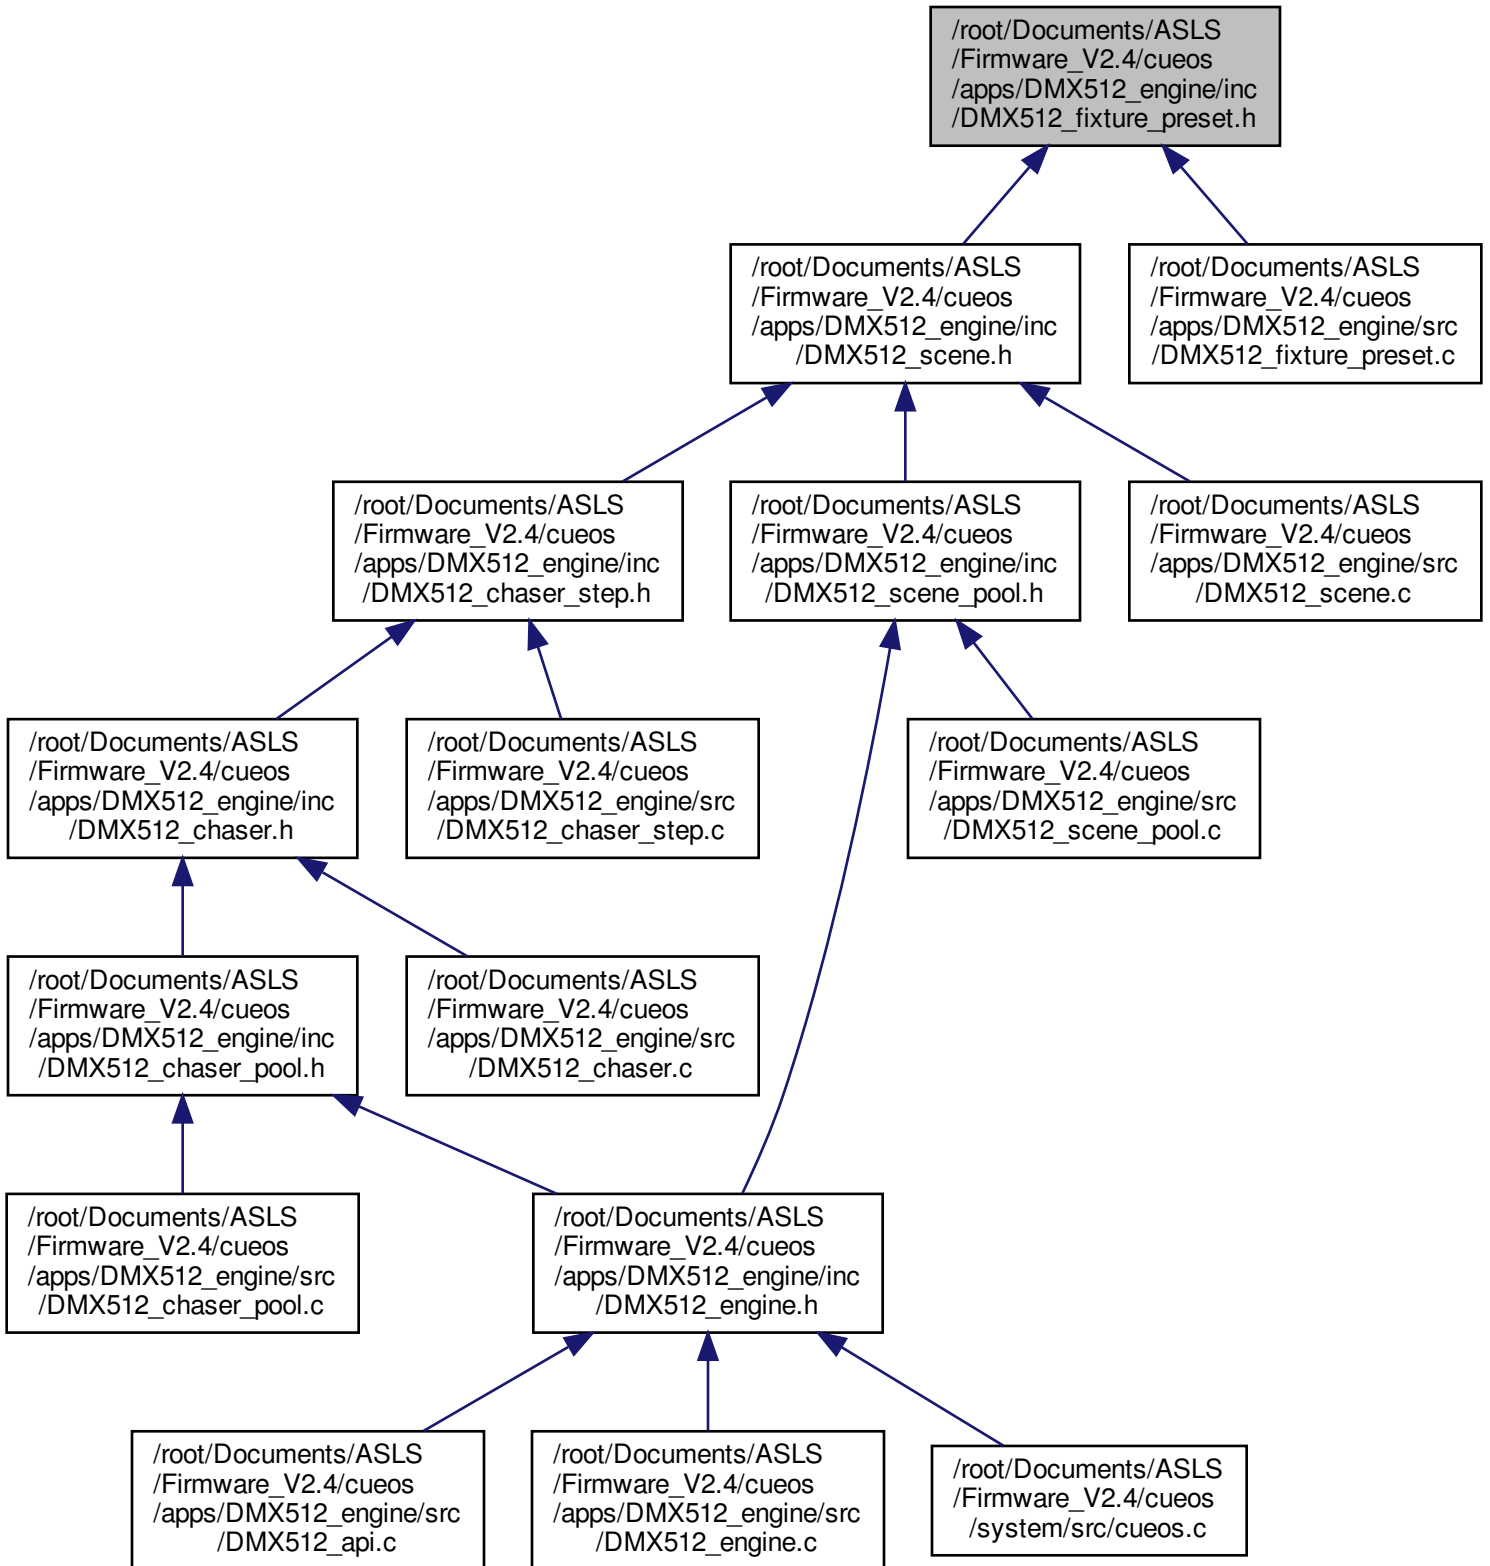 /root/Documents/ASLS
/Firmware_V2.4/cueos
/apps/DMX512_engine/inc
/DMX512_fixture_preset.h
/root/Documents/ASLS
/Firmware_V2.4/cueos
/apps/DMX512_engine/inc
/DMX512_scene.h
/root/Documents/ASLS
/Firmware_V2.4/cueos
/apps/DMX512_engine/src
/DMX512_fixture_preset.c
/root/Documents/ASLS
/Firmware_V2.4/cueos
/apps/DMX512_engine/inc
/DMX512_chaser_step.h
/root/Documents/ASLS
/Firmware_V2.4/cueos
/apps/DMX512_engine/inc
/DMX512_scene_pool.h
/root/Documents/ASLS
/Firmware_V2.4/cueos
/apps/DMX512_engine/src
/DMX512_scene.c
/root/Documents/ASLS
/Firmware_V2.4/cueos
/apps/DMX512_engine/inc
/DMX512_chaser.h
/root/Documents/ASLS
/Firmware_V2.4/cueos
/apps/DMX512_engine/src
/DMX512_chaser_step.c
/root/Documents/ASLS
/Firmware_V2.4/cueos
/apps/DMX512_engine/src
/DMX512_scene_pool.c
/root/Documents/ASLS
/Firmware_V2.4/cueos
/apps/DMX512_engine/inc
/DMX512_chaser_pool.h
/root/Documents/ASLS
/Firmware_V2.4/cueos
/apps/DMX512_engine/src
/DMX512_chaser.c
/root/Documents/ASLS
/Firmware_V2.4/cueos
/apps/DMX512_engine/src
/DMX512_chaser_pool.c
/root/Documents/ASLS
/Firmware_V2.4/cueos
/apps/DMX512_engine/inc
/DMX512_engine.h
/root/Documents/ASLS
/Firmware_V2.4/cueos
/apps/DMX512_engine/src
/DMX512_api.c
/root/Documents/ASLS
/Firmware_V2.4/cueos
/apps/DMX512_engine/src
/DMX512_engine.c
/root/Documents/ASLS
/Firmware_V2.4/cueos
/system/src/cueos.c